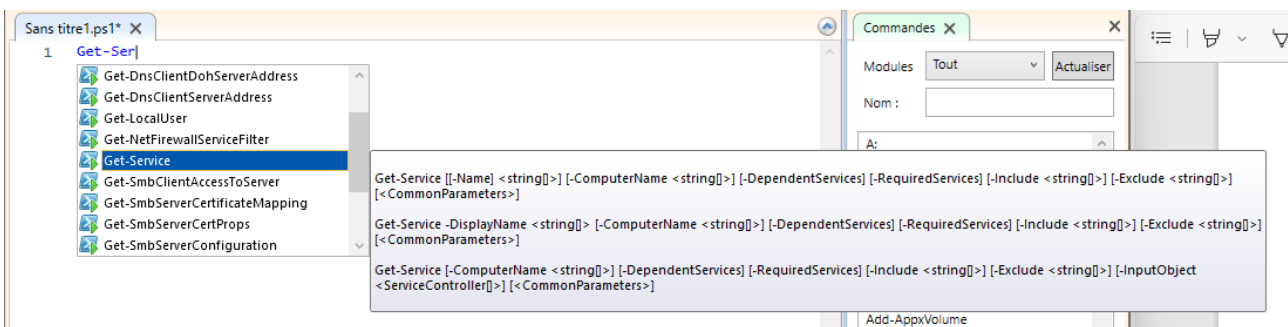 Sans titre1.ps1*
1 Get-Ser
Get-DnsClientDohServerAddress
Get-DnsClientServerAddress
Get-LocalUser
Get-NetFirewallServiceFilter
Get-Service
Get-SmbClientAccessToServer
Get-SmbServerCertificateMapping
Get-SmbServerCertProps
Get-SmbServerConfiguration
Get-Service [[-Name] <string[]>] [-ComputerName <string[]>] [-DependentServices] [-RequiredServices] [-Include <string[]>] [-Exclude <string[]>]
[<CommonParameters>]
Get-Service -DisplayName <string[]> [-ComputerName <string[]>] [-DependentServices] [-RequiredServices] [-Include <string[]>] [-Exclude <string[]>]
[<CommonParameters>]
Get-Service [-ComputerName <string[]>] [-DependentServices] [-RequiredServices] [-Include <string[]>] [-Exclude <string[]>] [-InputObject
<ServiceController[]>] [<CommonParameters>]
Commandes
Modules Tout Actualiser
Nom :
A:
Add-AppxVolume